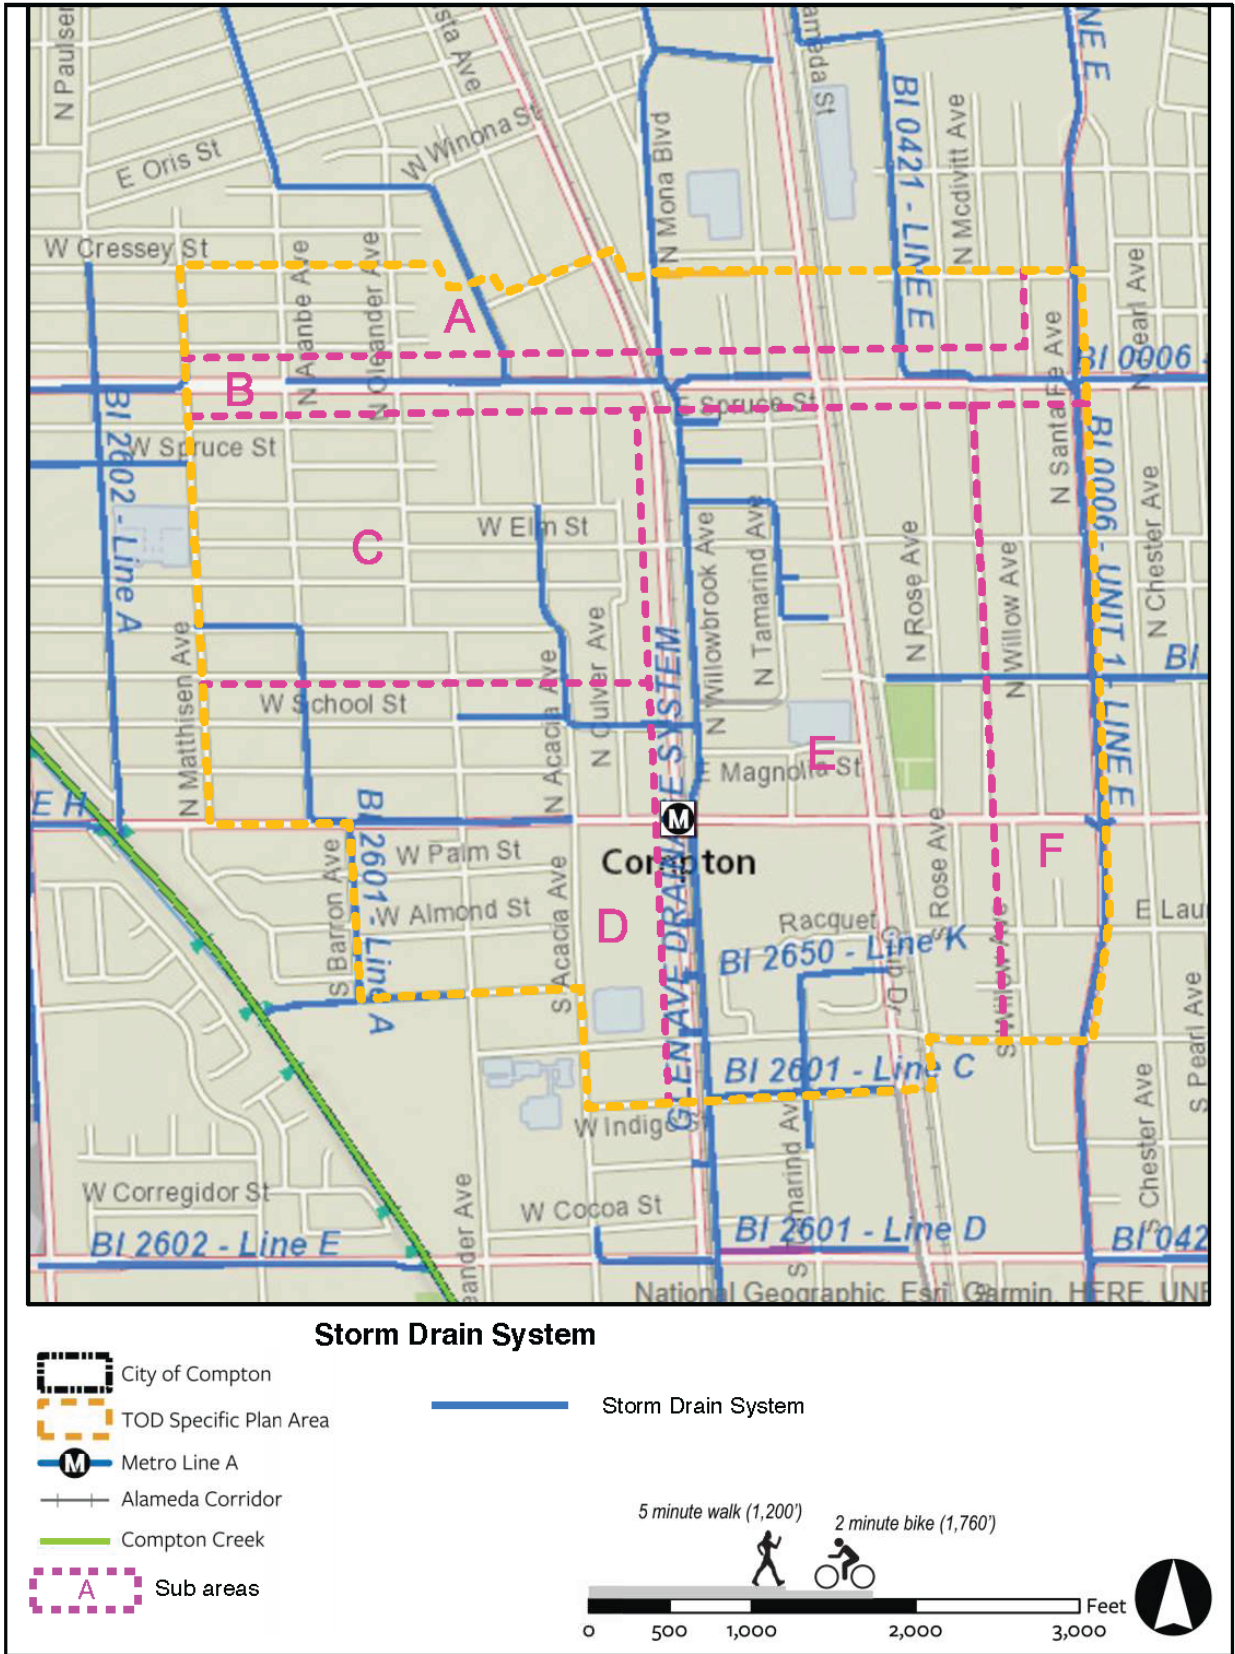 N Paulsen
sta Ave
ameda St
NE E
BI 0421 - LINE E
N Mcdivitt Ave
W Winona St
E Oris St
N Mona Blvd
W Cressey St
N Aranbe Ave
N Oleander Ave
A
N Pearl Ave
N Santa Fe Ave
BI 0006
B
E Spruce St
BI 2602 - Line A
W Spruce St
BI 0006 - UNIT 1 - LINE E
N Chester Ave
W Elm St
C
N Willowbrook Ave
N Tamarind Ave
N Rose Ave
N Willow Ave
BI
N Matthisen Ave
W School St
N Acacia Ave
N Culver Ave
GLEN AVE DRAINAGE SYSTEM
E
E Magnolia St
E H
M
BI 2601 - Line A
S Barron Ave
W Palm St
Compton
F
S Rose Ave
W Almond St
S Acacia Ave
D
Racquet Club Dr
E Lau
BI 2650 - Line K
S Willow Ave
S Pearl Ave
BI 2601 - Line C
W Indigo St
S Tamarind Ave
S Chester Ave
W Corregidor St
W Cocoa St
eander Ave
BI 2602 - Line E
BI 2601 - Line D
BI 042
National Geographic, Esri, Garmin, HERE, UNE
Storm Drain System
City of Compton
TOD Specific Plan Area
Storm Drain System
M Metro Line A
Alameda Corridor
Compton Creek
A Sub areas
5 minute walk (1,200')
2 minute bike (1,760')
Feet
0 500 1,000 2,000 3,000